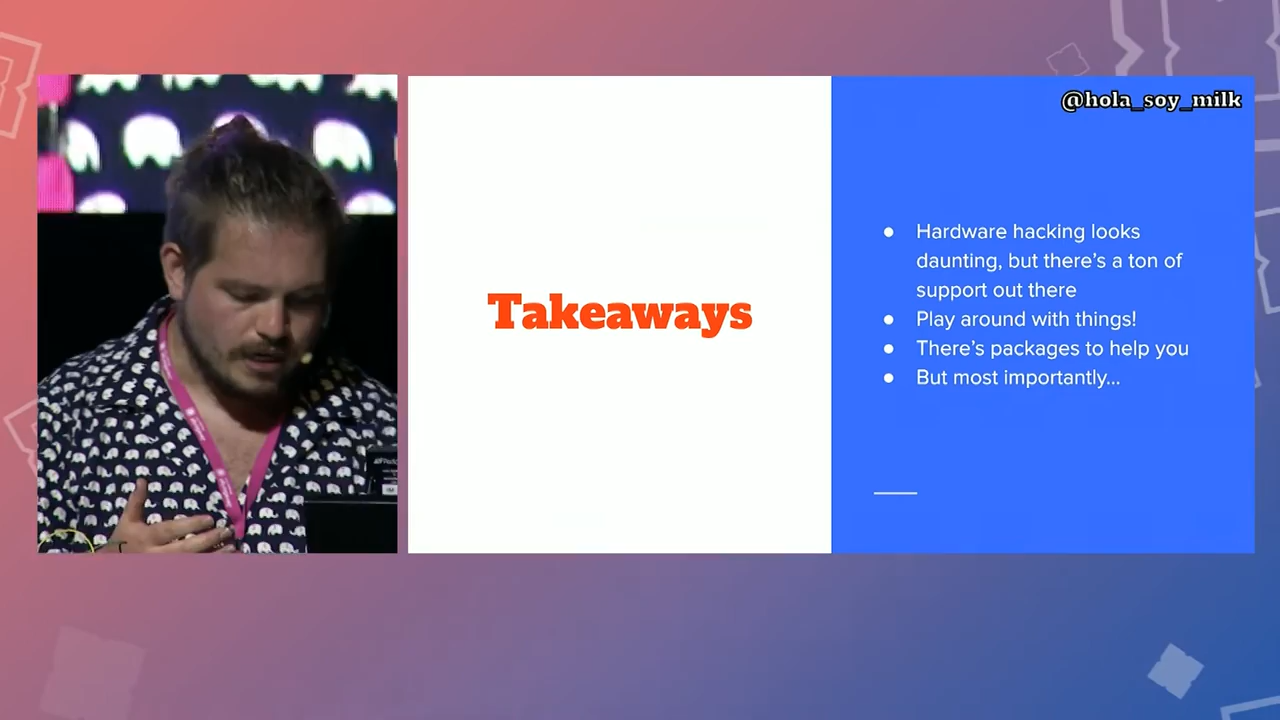 @hola_soy_milk
Takeaways
● Hardware hacking looks
daunting, but there's a ton of
support out there
● Play around with things!
● There's packages to help you
● But most importantly...